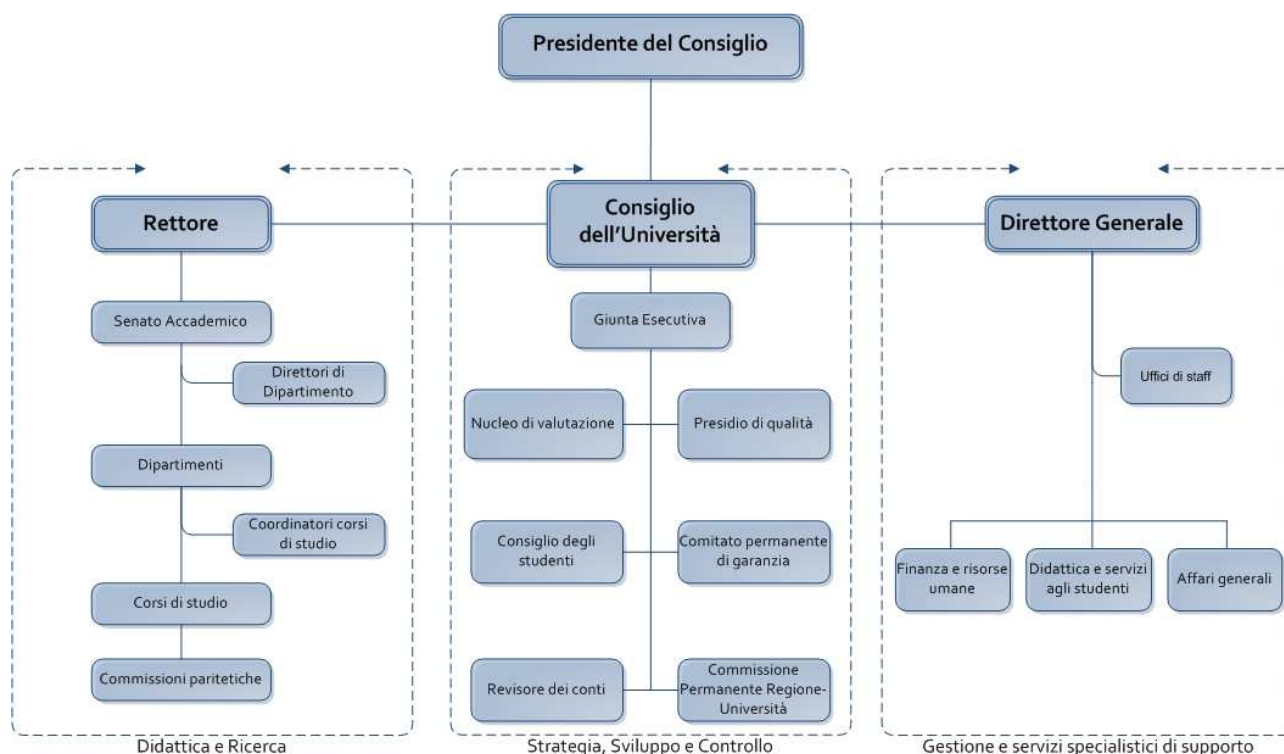 Presidente del Consiglio
Rettore
Senato Accademico
Direttori di
Dipartimento
Dipartimenti
Coordinatori corsi
di studio
Corsi di studio
Commissioni paritetiche
Didattica e Ricerca
Consiglio
dell'Università
Giunta Esecutiva
Nucleo di valutazione
Presidio di qualità
Consiglio degli
studenti
Comitato permanente
di garanzia
Revisore dei conti
Commissione
Permanente Regione-
Università
Strategia, Sviluppo e Controllo
Direttore Generale
Uffici di staff
Finanza e risorse
umane
Didattica e servizi
agli studenti
Affari generali
Gestione e servizi specialistici di supporto